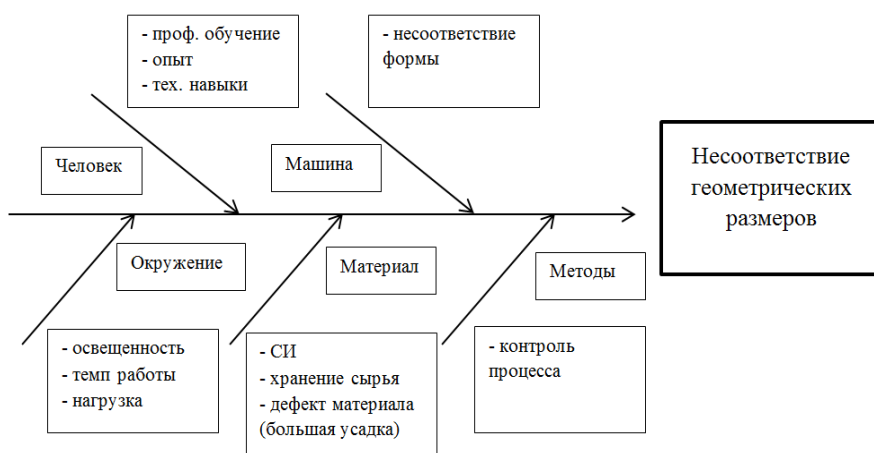 - проф. обучение
- опыт
- тех. навыки
- несоответствие
формы
Человек
Машина
Несоответствие
геометрических
размеров
Окружение
Материал
Методы
- освещенность
- темп работы
- нагрузка
- СИ
- хранение сырья
- дефект материала
(большая усадка)
- контроль
процесса